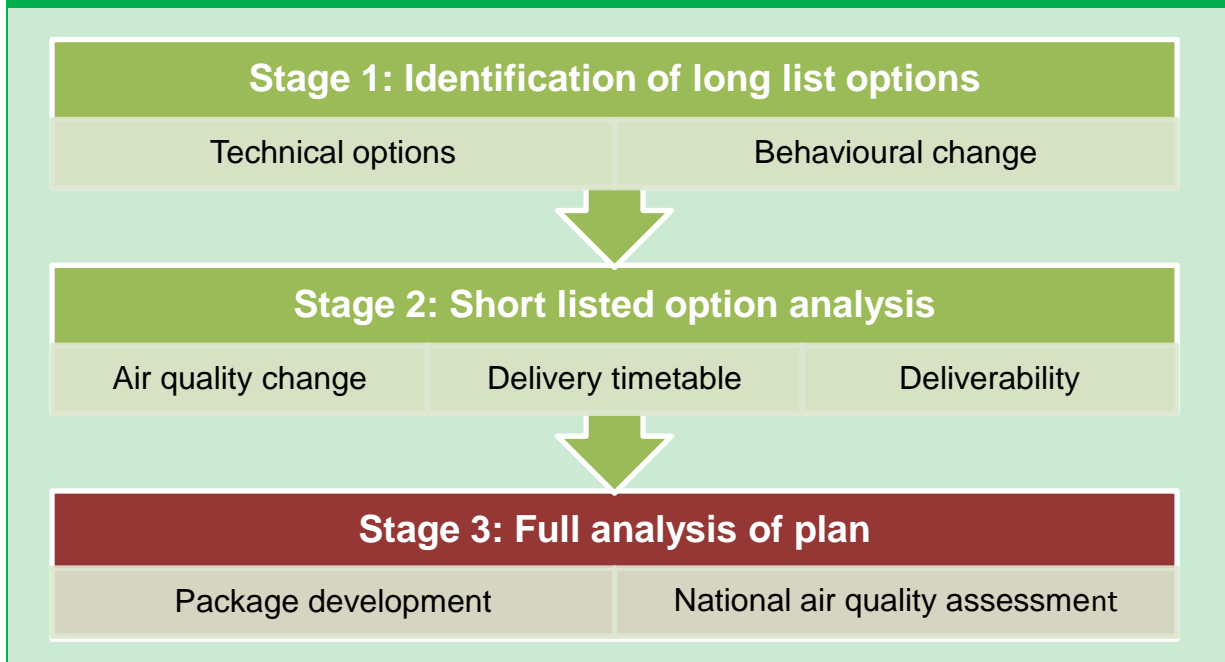 Stage 1: Identification of long list options
Technical options
Behavioural change
Stage 2: Short listed option analysis
Air quality change
Delivery timetable
Deliverability
Stage 3: Full analysis of plan
Package development
National air quality assessment